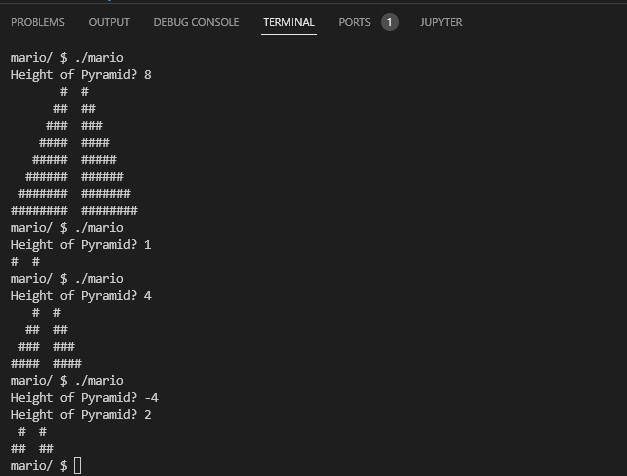 PROBLEMS OUTPUT DEBUG CONSOLE TERMINAL PORTS 1 JUPYTER
mario/ $ ./mario
Height of Pyramid? 8
       #  #
      ##  ##
     ###  ###
    ####  ####
   #####  #####
  ######  ######
 #######  #######
########  ########
mario/ $ ./mario
Height of Pyramid? 1
#  #
mario/ $ ./mario
Height of Pyramid? 4
   #  #
  ##  ##
 ###  ###
####  ####
mario/ $ ./mario
Height of Pyramid? -4
Height of Pyramid? 2
 #  #
##  ##
mario/ $